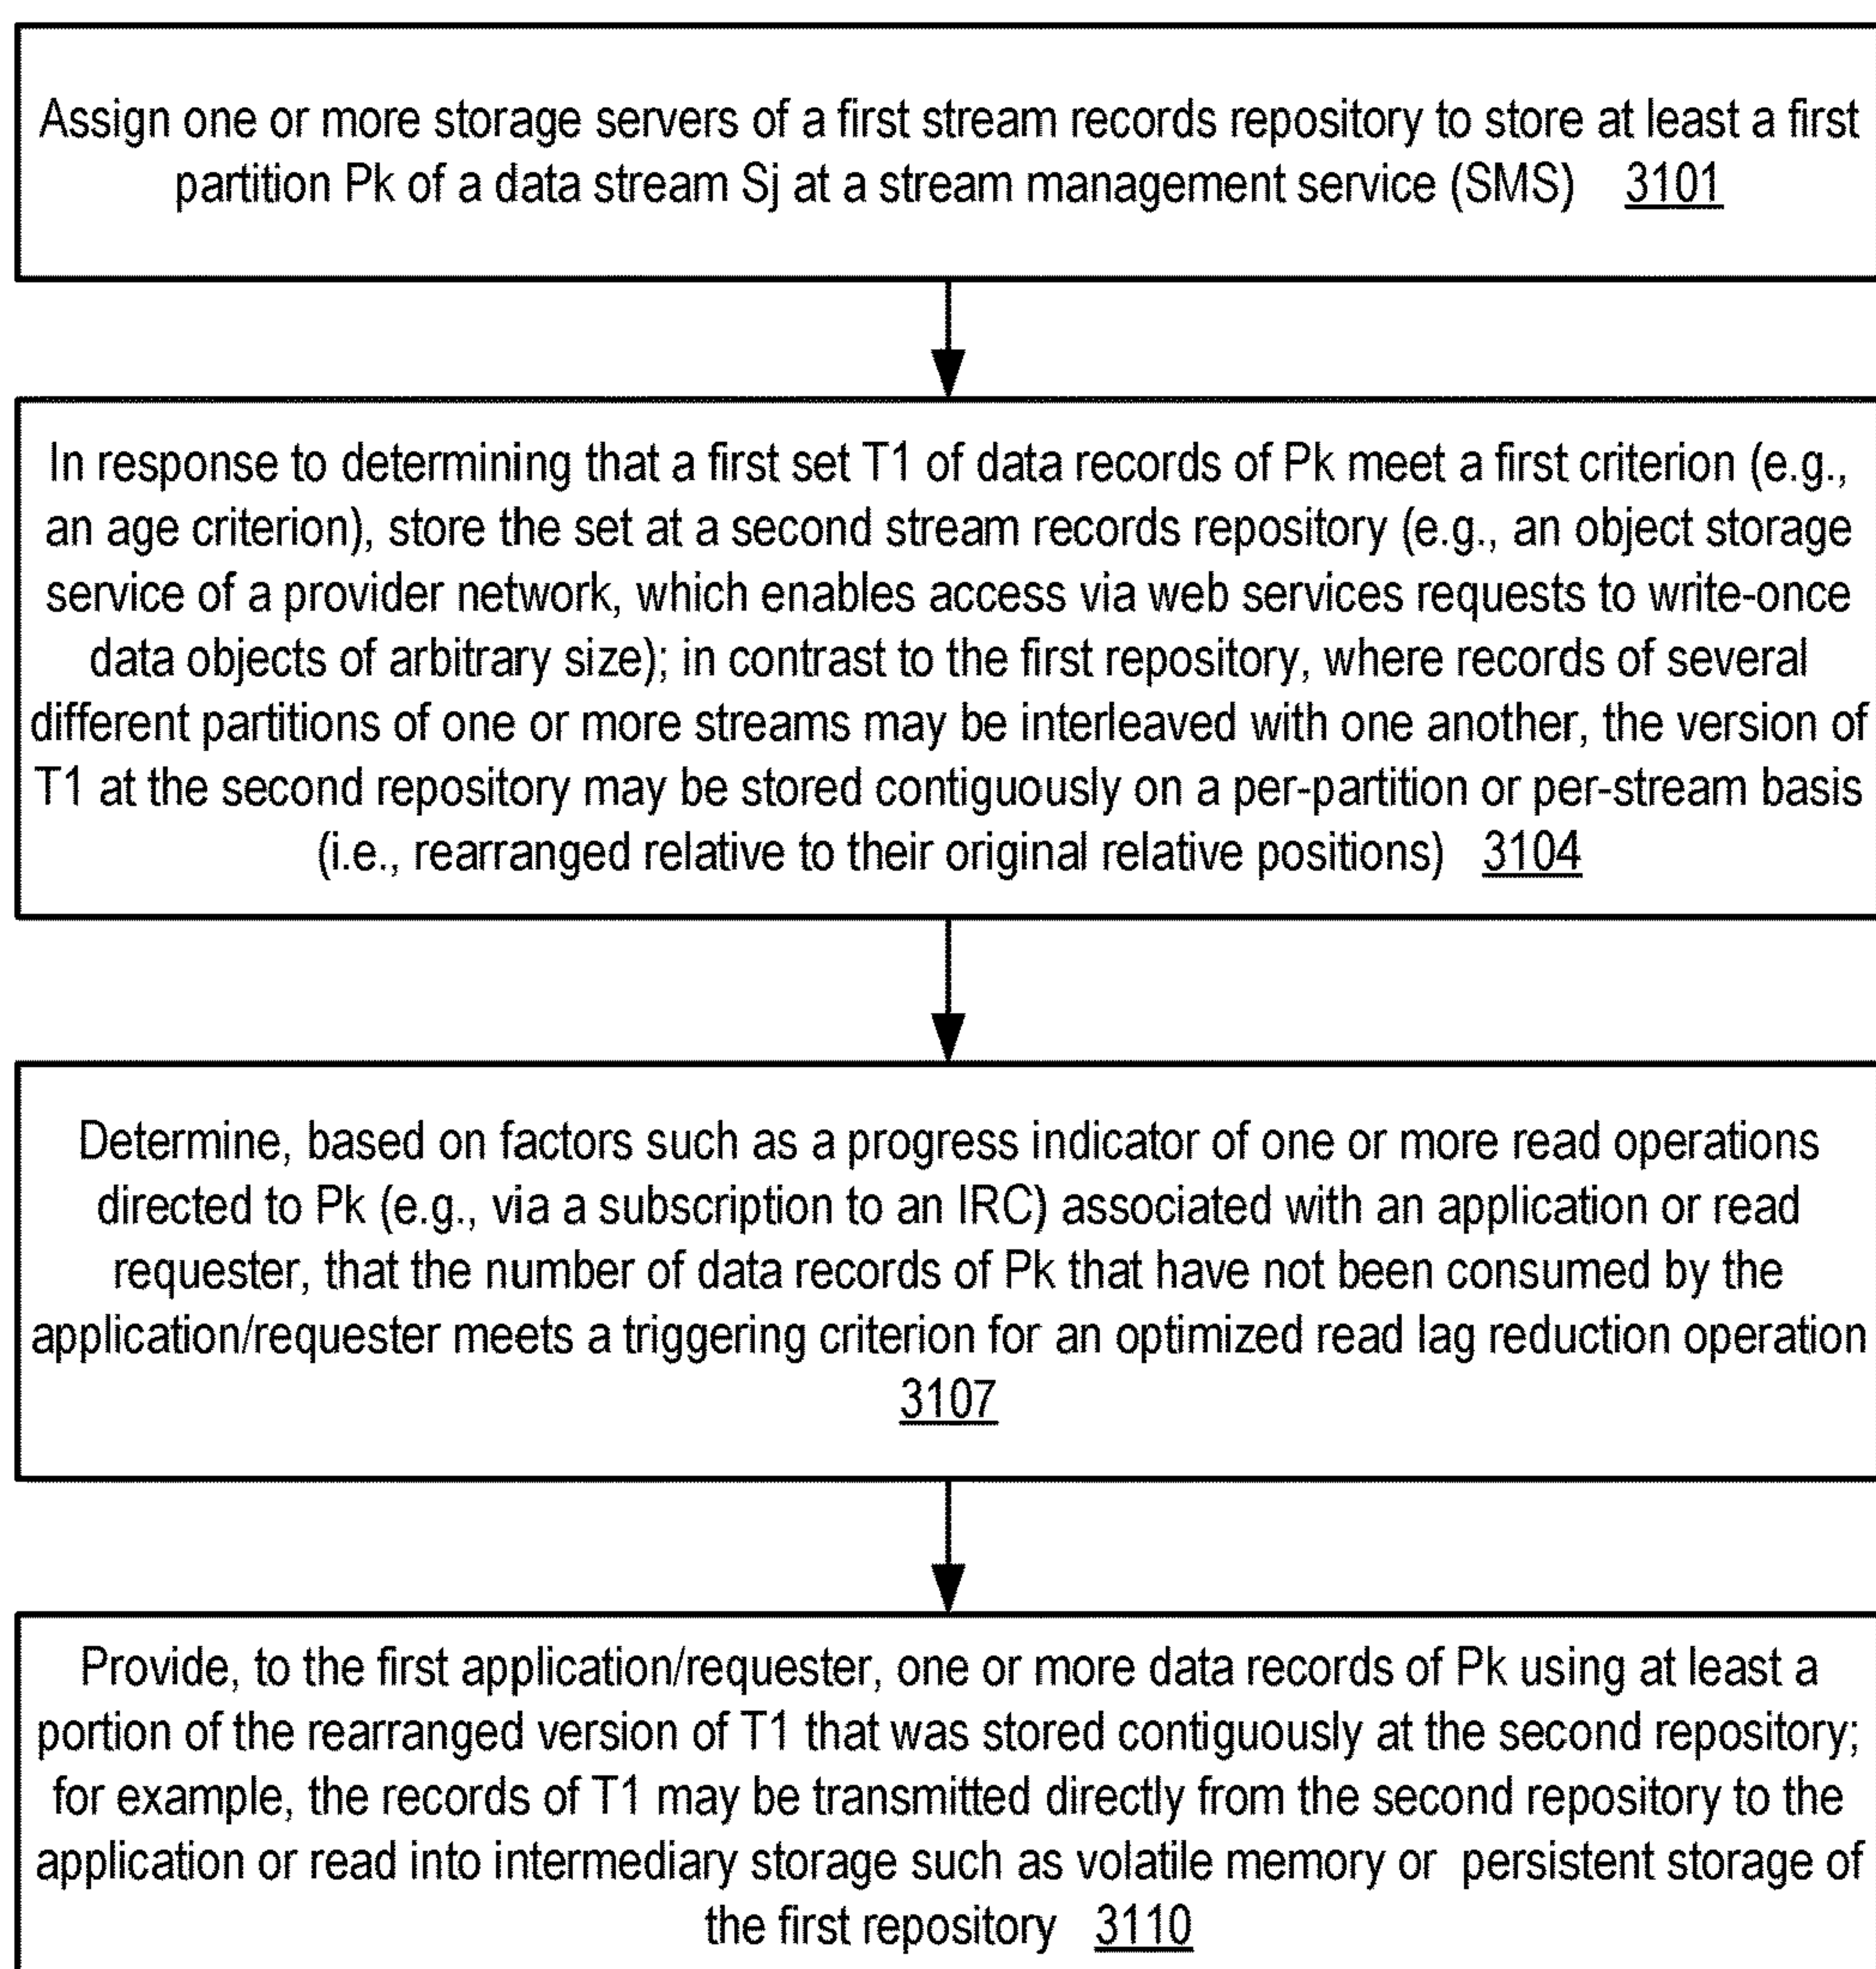 Assign one or more storage servers of a first stream records repository to store at least a first
partition Pk of a data stream Sj at a stream management service (SMS) 3101
In response to determining that a first set T1 of data records of Pk meet a first criterion (e.g.,
an age criterion), store the set at a second stream records repository (e.g., an object storage
service of a provider network, which enables access via web services requests to write-once
data objects of arbitrary size); in contrast to the first repository, where records of several
different partitions of one or more streams may be interleaved with one another, the version of
T1 at the second repository may be stored contiguously on a per-partition or per-stream basis
(i.e., rearranged relative to their original relative positions) 3104
Determine, based on factors such as a progress indicator of one or more read operations
directed to Pk (e.g., via a subscription to an IRC) associated with an application or read
requester, that the number of data records of Pk that have not been consumed by the
application/requester meets a triggering criterion for an optimized read lag reduction operation
3107
Provide, to the first application/requester, one or more data records of Pk using at least a
portion of the rearranged version of T1 that was stored contiguously at the second repository;
for example, the records of T1 may be transmitted directly from the second repository to the
application or read into intermediary storage such as volatile memory or persistent storage of
the first repository 3110